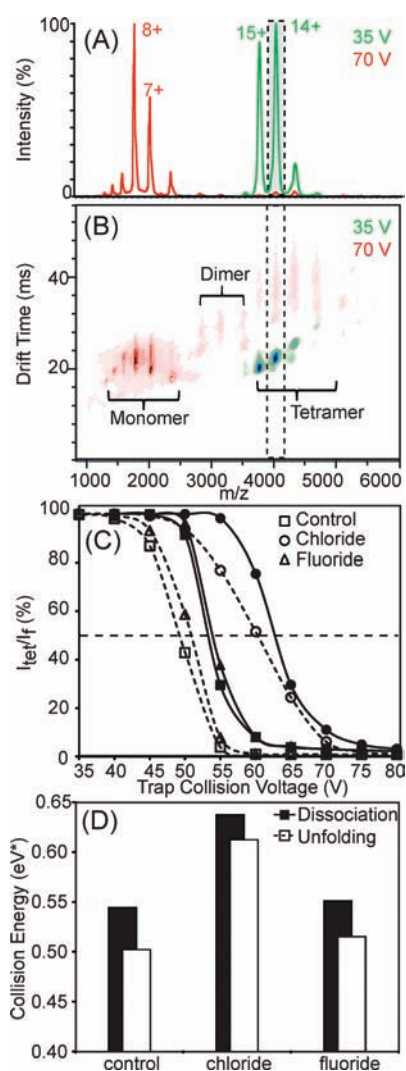 (A)
8+
7+
15+
14+
35 V
70 V
Intensity (%)
100
50
0
(B)
35 V
70 V
Dimer
Monomer
Tetramer
Drift Time (ms)
40
20
1000 2000 3000 4000 5000 6000
m/z
(C)
Control
Chloride
Fluoride
Itet/If (%)
100
80
60
40
20
0
35 40 45 50 55 60 65 70 75 80
Trap Collision Voltage (V)
(D)
Dissociation
Unfolding
Collision Energy (eV*)
0.65
0.60
0.55
0.50
0.45
0.40
control chloride fluoride